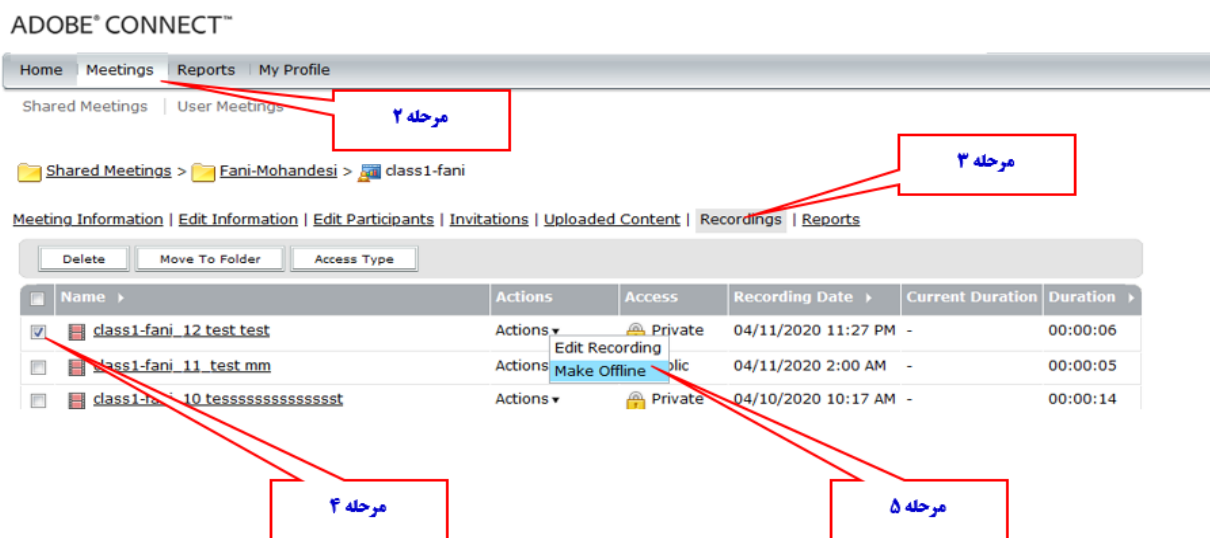 ADOBE® CONNECT™
Home | Meetings | Reports | My Profile
Shared Meetings | User Meetings
مرحله ۲
مرحله ۳
Shared Meetings > Fani-Mohandesi > class1-fani
Meeting Information | Edit Information | Edit Participants | Invitations | Uploaded Content | Recordings | Reports
Delete Move To Folder Access Type
Name Actions Access Recording Date Current Duration Duration
class1-fani_12 test test Actions Private 04/11/2020 11:27 PM - 00:00:06
Edit Recording
class1-fani_11_test mm Actions 04/11/2020 2:00 AM - 00:00:05
Make Offline
class1-fani_10 tesssssssssssssst Actions Private 04/10/2020 10:17 AM - 00:00:14
مرحله ۴
مرحله ۵